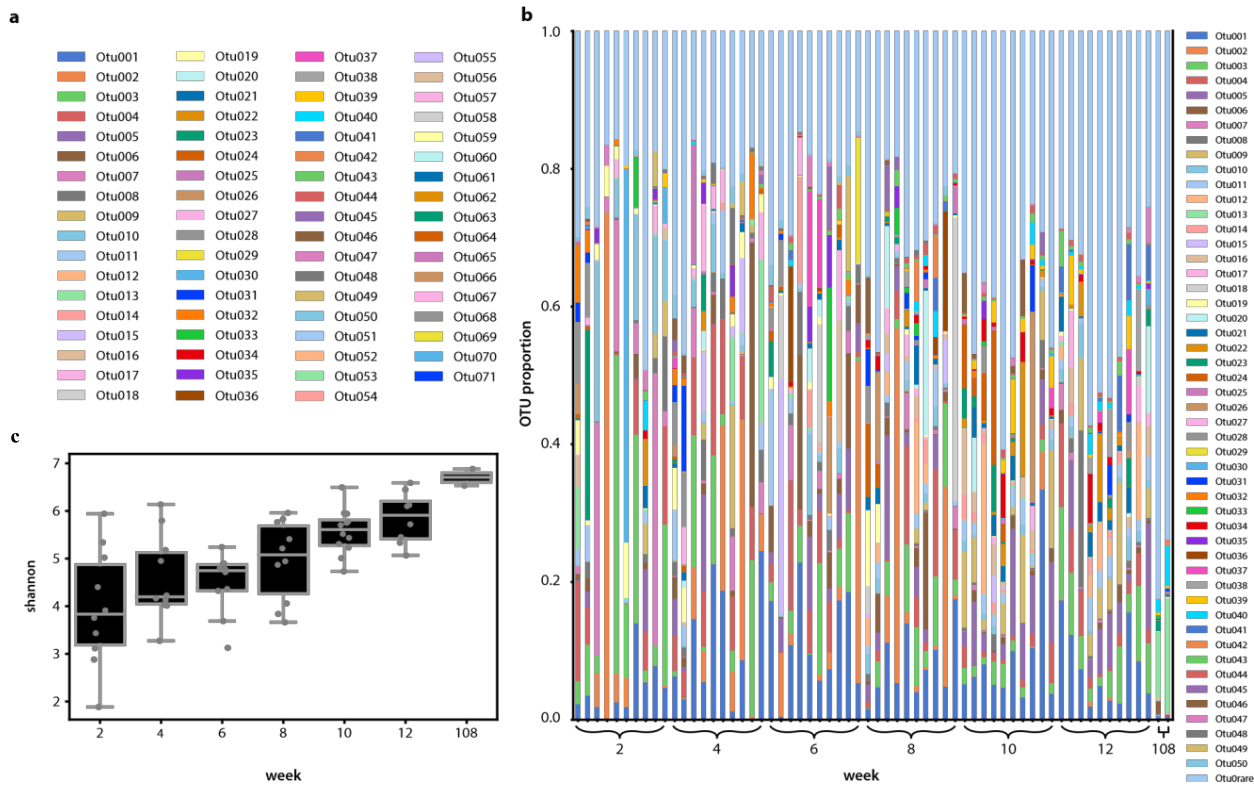 a
Otu001
Otu002
Otu003
Otu004
Otu005
Otu006
Otu007
Otu008
Otu009
Otu010
Otu011
Otu012
Otu013
Otu014
Otu015
Otu016
Otu017
Otu018
Otu019
Otu020
Otu021
Otu022
Otu023
Otu024
Otu025
Otu026
Otu027
Otu028
Otu029
Otu030
Otu031
Otu032
Otu033
Otu034
Otu035
Otu036
Otu037
Otu038
Otu039
Otu040
Otu041
Otu042
Otu043
Otu044
Otu045
Otu046
Otu047
Otu048
Otu049
Otu050
Otu051
Otu052
Otu053
Otu054
Otu055
Otu056
Otu057
Otu058
Otu059
Otu060
Otu061
Otu062
Otu063
Otu064
Otu065
Otu066
Otu067
Otu068
Otu069
Otu070
Otu071
b
OTU proportion
1.0
0.8
0.6
0.4
0.2
0.0
2 4 6 8 10 12 108
week
Otu001
Otu002
Otu003
Otu004
Otu005
Otu006
Otu007
Otu008
Otu009
Otu010
Otu011
Otu012
Otu013
Otu014
Otu015
Otu016
Otu017
Otu018
Otu019
Otu020
Otu021
Otu022
Otu023
Otu024
Otu025
Otu026
Otu027
Otu028
Otu029
Otu030
Otu031
Otu032
Otu033
Otu034
Otu035
Otu036
Otu037
Otu038
Otu039
Otu040
Otu041
Otu042
Otu043
Otu044
Otu045
Otu046
Otu047
Otu048
Otu049
Otu050
Otu0rare
c
shannon
7
6
5
4
3
2
2 4 6 8 10 12 108
week